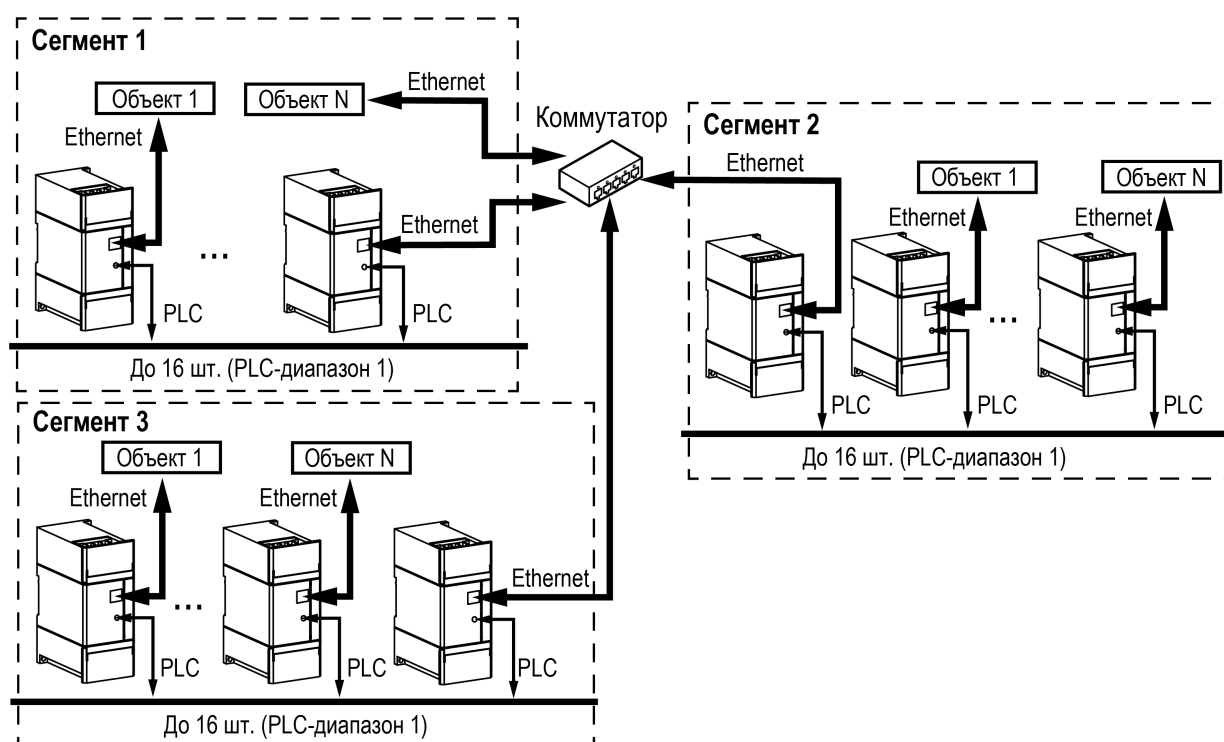 Сегмент 1
Объект 1
Объект N
Ethernet
Ethernet
Ethernet
...
PLC
PLC
До 16 шт. (PLC-диапазон 1)
Коммутатор
Сегмент 2
Ethernet
Объект 1
Объект N
Ethernet
Ethernet
...
PLC
PLC
PLC
До 16 шт. (PLC-диапазон 1)
Сегмент 3
Объект 1
Объект N
Ethernet
Ethernet
Ethernet
...
PLC
PLC
PLC
До 16 шт. (PLC-диапазон 1)